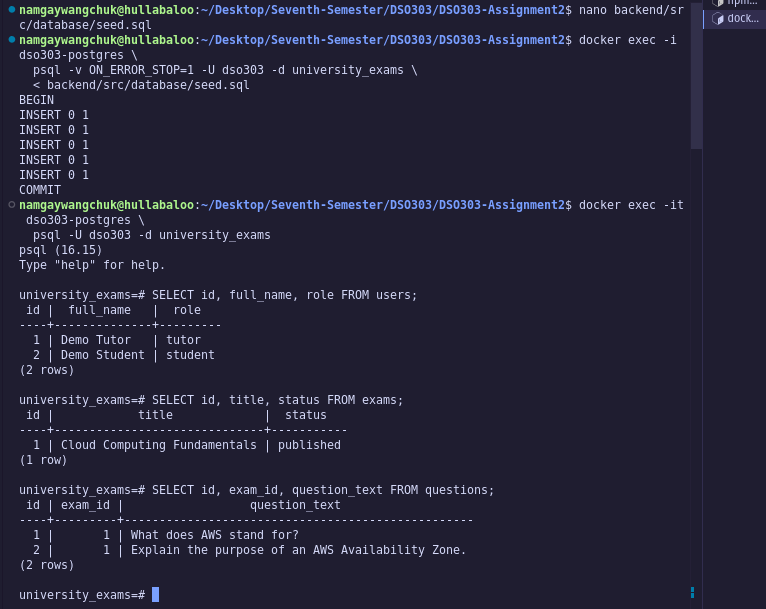 namgaywangchuk@hullabaloo:~/Desktop/Seventh-Semester/DSO303/DSO303-Assignment2$ nano backend/sr
c/database/seed.sql
namgaywangchuk@hullabaloo:~/Desktop/Seventh-Semester/DSO303/DSO303-Assignment2$ docker exec -i
dso303-postgres \
  psql -v ON_ERROR_STOP=1 -U dso303 -d university_exams \
  < backend/src/database/seed.sql
BEGIN
INSERT 0 1
INSERT 0 1
INSERT 0 1
INSERT 0 1
INSERT 0 1
COMMIT
namgaywangchuk@hullabaloo:~/Desktop/Seventh-Semester/DSO303/DSO303-Assignment2$ docker exec -it
 dso303-postgres \
  psql -U dso303 -d university_exams
psql (16.15)
Type "help" for help.

university_exams=# SELECT id, full_name, role FROM users;
 id |  full_name   |  role
----+--------------+---------
  1 | Demo Tutor   | tutor
  2 | Demo Student | student
(2 rows)

university_exams=# SELECT id, title, status FROM exams;
 id |           title              |  status
----+------------------------------+-----------
  1 | Cloud Computing Fundamentals | published
(1 row)

university_exams=# SELECT id, exam_id, question_text FROM questions;
 id | exam_id |                  question_text
----+---------+---------------------------------------------------
  1 |       1 | What does AWS stand for?
  2 |       1 | Explain the purpose of an AWS Availability Zone.
(2 rows)

university_exams=#
npm...
dock...